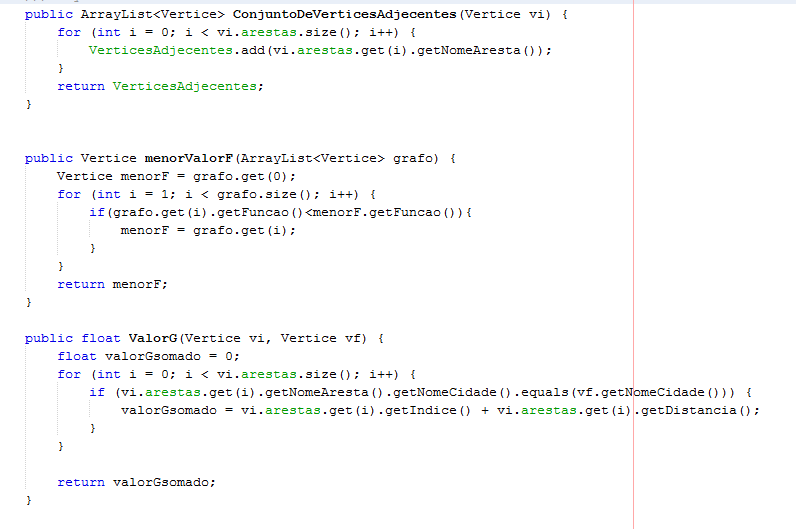 public ArrayList<Vertice> ConjuntoDeVerticesAdjecentes(Vertice vi) {
for (int i = 0; i < vi.arestas.size(); i++) {
VerticesAdjecentes.add(vi.arestas.get(i).getNomeAresta());
}
return VerticesAdjecentes;
}
public Vertice menorValorF(ArrayList<Vertice> grafo) {
Vertice menorF = grafo.get(0);
for (int i = 1; i < grafo.size(); i++) {
if(grafo.get(i).getFuncao()<menorF.getFuncao()){
menorF = grafo.get(i);
}
}
return menorF;
}
public float ValorG(Vertice vi, Vertice vf) {
float valorGsomado = 0;
for (int i = 0; i < vi.arestas.size(); i++) {
if (vi.arestas.get(i).getNomeAresta().getNomeCidade().equals(vf.getNomeCidade())) {
valorGsomado = vi.arestas.get(i).getIndice() + vi.arestas.get(i).getDistancia();
}
}
return valorGsomado;
}